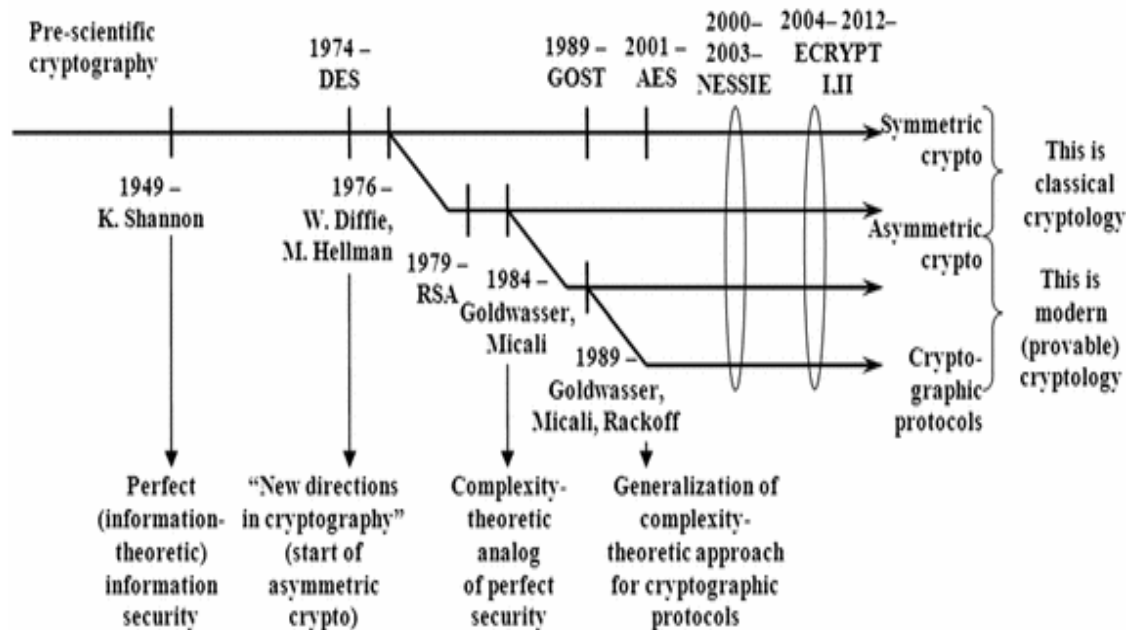 Pre-scientific
cryptography
1974 –
DES
1989 –
GOST
2001 –
AES
2000–
2003–
NESSIE
2004– 2012–
ECRYPT
I.II
Symmetric
crypto
This is
classical
cryptology
1949 –
K. Shannon
1976 –
W. Diffie,
M. Hellman
1979 –
RSA
1984 –
Goldwasser,
Micali
1989 –
Goldwasser,
Micali, Rackoff
Asymmetric
crypto
This is
modern
(provable)
cryptology
Crypto-
graphic
protocols
Perfect
(information-
theoretic)
information
security
“New directions
in cryptography”
(start of
asymmetric
crypto)
Complexity-
theoretic
analog
of perfect
security
Generalization of
complexity-
theoretic approach
for cryptographic
protocols